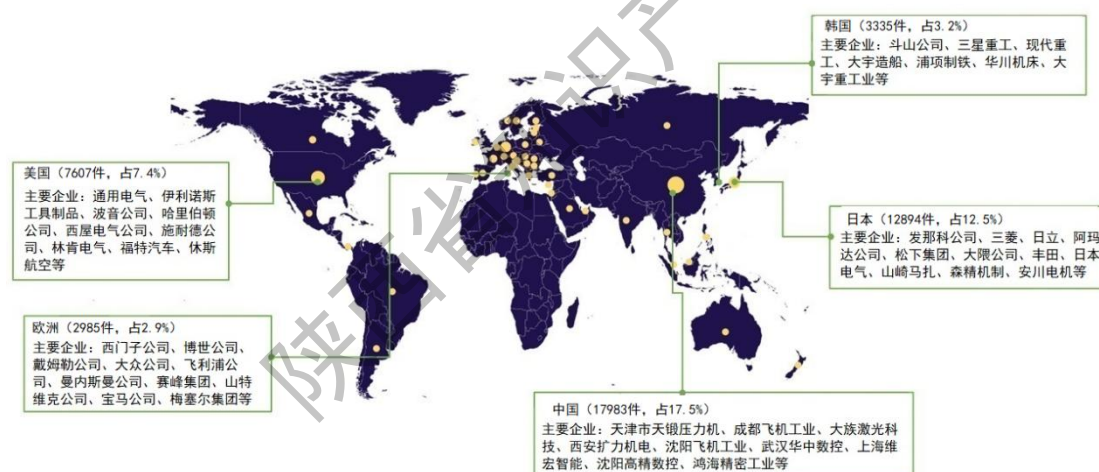 韩国（3335件，占3.2%）
主要企业：斗山公司、三星重工、现代重
工、大宇造船、浦项制铁、华川机床、大
宇重工业等
美国（7607件，占7.4%）
主要企业：通用电气、伊利诺斯
工具制品、波音公司、哈里伯顿
公司、西屋电气公司、施耐德公
司、林肯电气、福特汽车、休斯
航空等
日本（12894件，占12.5%）
主要企业：发那科公司、三菱、日立、阿玛
达公司、松下集团、大隈公司、丰田、日本
电气、山崎马扎、森精机制、安川电机等
欧洲（2985件，占2.9%）
主要企业：西门子公司、博世公司、
戴姆勒公司、大众公司、飞利浦公
司、曼内斯曼公司、赛峰集团、山特
维克公司、宝马公司、梅塞尔集团等
中国（17983件，占17.5%）
主要企业：天津市天锻压力机、成都飞机工业、大族激光科
技、西安扩力机电、沈阳飞机工业、武汉华中数控、上海维
宏智能、沈阳高精数控、鸿海精密工业等
陕西省知识产